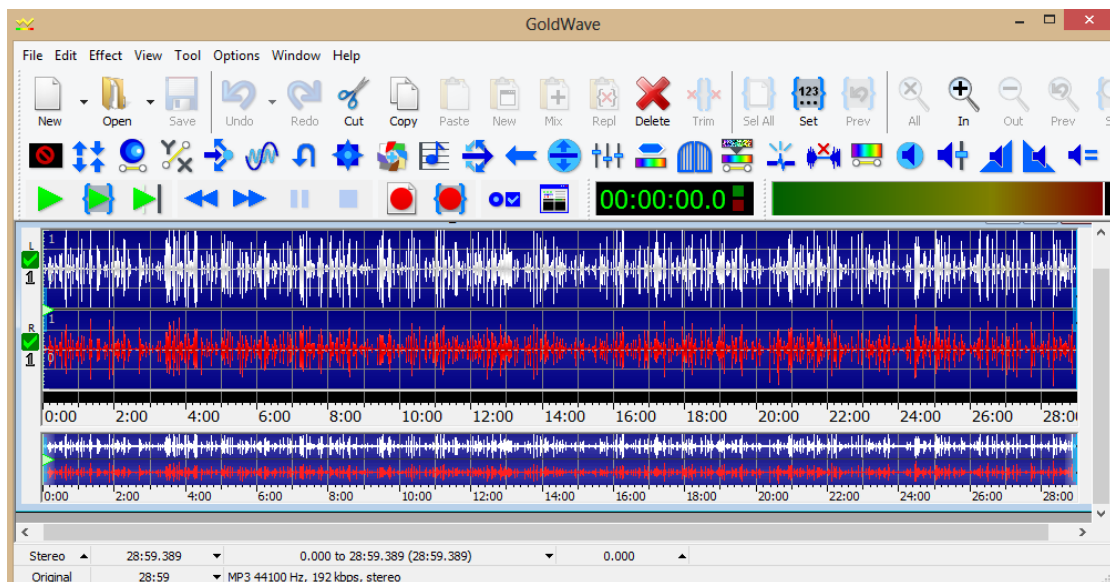 GoldWave
File Edit Effect View Tool Options Window Help
New Open Save Undo Redo Cut Copy Paste New Mix Repl Delete Trim Sel All Set Prev All In Out Prev
123
00:00:00.0
L
1
1
R
1
0
1
0:00 2:00 4:00 6:00 8:00 10:00 12:00 14:00 16:00 18:00 20:00 22:00 24:00 26:00 28:00
0:00 2:00 4:00 6:00 8:00 10:00 12:00 14:00 16:00 18:00 20:00 22:00 24:00 26:00 28:00
Stereo 28:59.389 0.000 to 28:59.389 (28:59.389) 0.000
Original 28:59 MP3 44100 Hz, 192 kbps, stereo